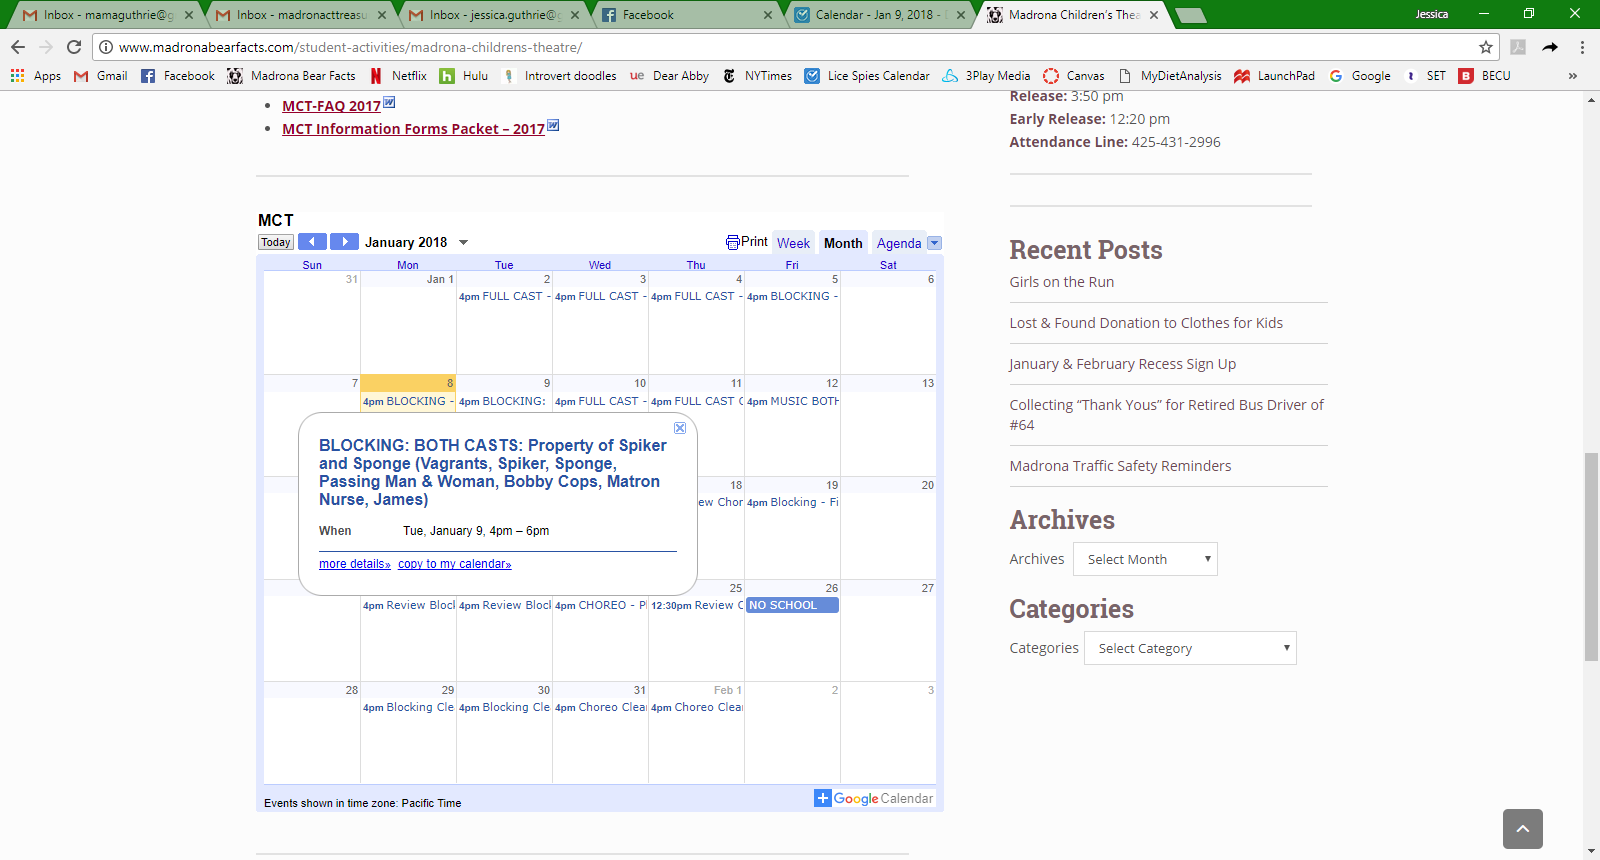 Inbox - mamaguthrie@g
Inbox - madronacttreasu
Inbox - jessica.guthrie@g
Facebook
Calendar - Jan 9, 2018 -
Madrona Children's Thea
Jessica
www.madronabearfacts.com/student-activities/madrona-childrens-theatre/
Apps
Gmail
Facebook
Madrona Bear Facts
Netflix
Hulu
Introvert doodles
Dear Abby
NYTimes
Lice Spies Calendar
3Play Media
Canvas
MyDietAnalysis
LaunchPad
Google
SET
BECU
»
MCT-FAQ 2017
MCT Information Forms Packet – 2017
Release: 3:50 pm
Early Release: 12:20 pm
Attendance Line: 425-431-2996
MCT
Today
January 2018
Print
Week
Month
Agenda
Sun Mon Tue Wed Thu Fri Sat
31 Jan 1 2 3 4 5 6
4pm FULL CAST -
4pm FULL CAST -
4pm FULL CAST -
4pm BLOCKING -
7 8 9 10 11 12 13
4pm BLOCKING -
4pm BLOCKING:
4pm FULL CAST -
4pm FULL CAST C
4pm MUSIC BOTH
BLOCKING: BOTH CASTS: Property of Spiker
and Sponge (Vagrants, Spiker, Sponge,
Passing Man & Woman, Bobby Cops, Matron
Nurse, James)
When Tue, January 9, 4pm – 6pm
more details» copy to my calendar»
18 19 20
ew Chor
4pm Blocking - Fi
25 26 27
4pm Review Blocl
4pm Review Blocl
4pm CHOREO - Pl
12:30pm Review C
NO SCHOOL
28 29 30 31 Feb 1 2 3
4pm Blocking Cle
4pm Blocking Cle
4pm Choreo Clear
4pm Choreo Clear
Events shown in time zone: Pacific Time
Google Calendar
Recent Posts
Girls on the Run
Lost & Found Donation to Clothes for Kids
January & February Recess Sign Up
Collecting “Thank Yous” for Retired Bus Driver of
#64
Madrona Traffic Safety Reminders
Archives
Archives
Select Month
Categories
Categories
Select Category